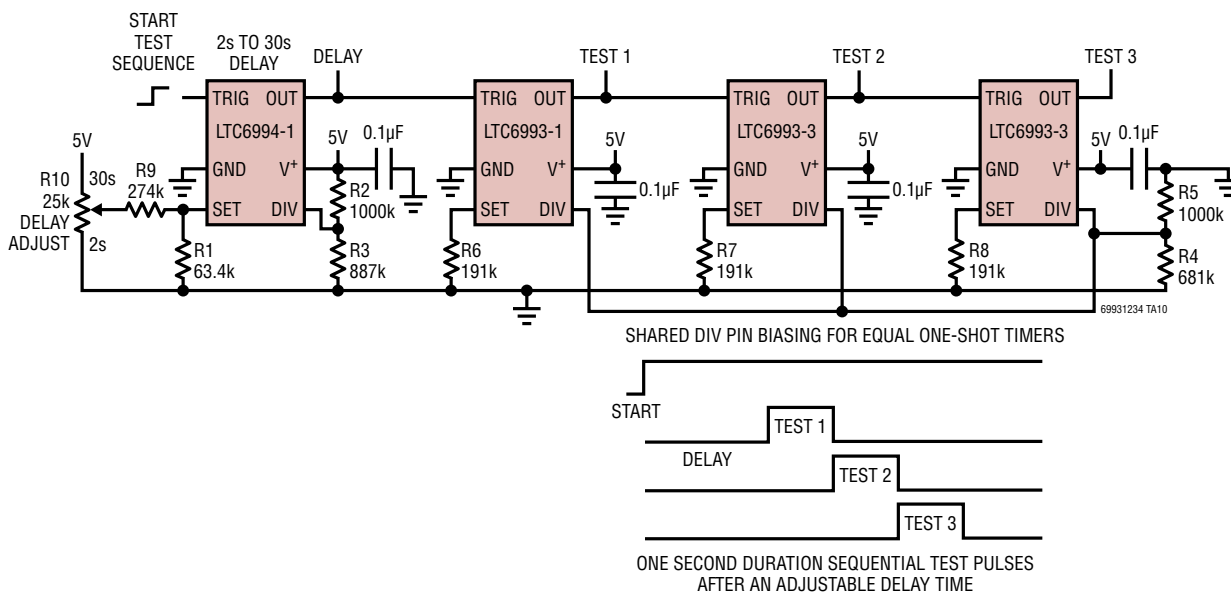 START
TEST
SEQUENCE
2s TO 30s
DELAY
DELAY
TEST 1
TEST 2
TEST 3
TRIG OUT
LTC6994-1
GND V+
SET DIV
5V
0.1µF
R2
1000k
R3
887k
5V
R10
25k
DELAY
ADJUST
30s
2s
R9
274k
R1
63.4k
TRIG OUT
LTC6993-1
GND V+
SET DIV
5V
0.1µF
R6
191k
TRIG OUT
LTC6993-3
GND V+
SET DIV
5V
0.1µF
R7
191k
TRIG OUT
LTC6993-3
GND V+
SET DIV
5V
0.1µF
R8
191k
R5
1000k
R4
681k
69931234 TA10
SHARED DIV PIN BIASING FOR EQUAL ONE-SHOT TIMERS
START
TEST 1
DELAY
TEST 2
TEST 3
ONE SECOND DURATION SEQUENTIAL TEST PULSES
AFTER AN ADJUSTABLE DELAY TIME